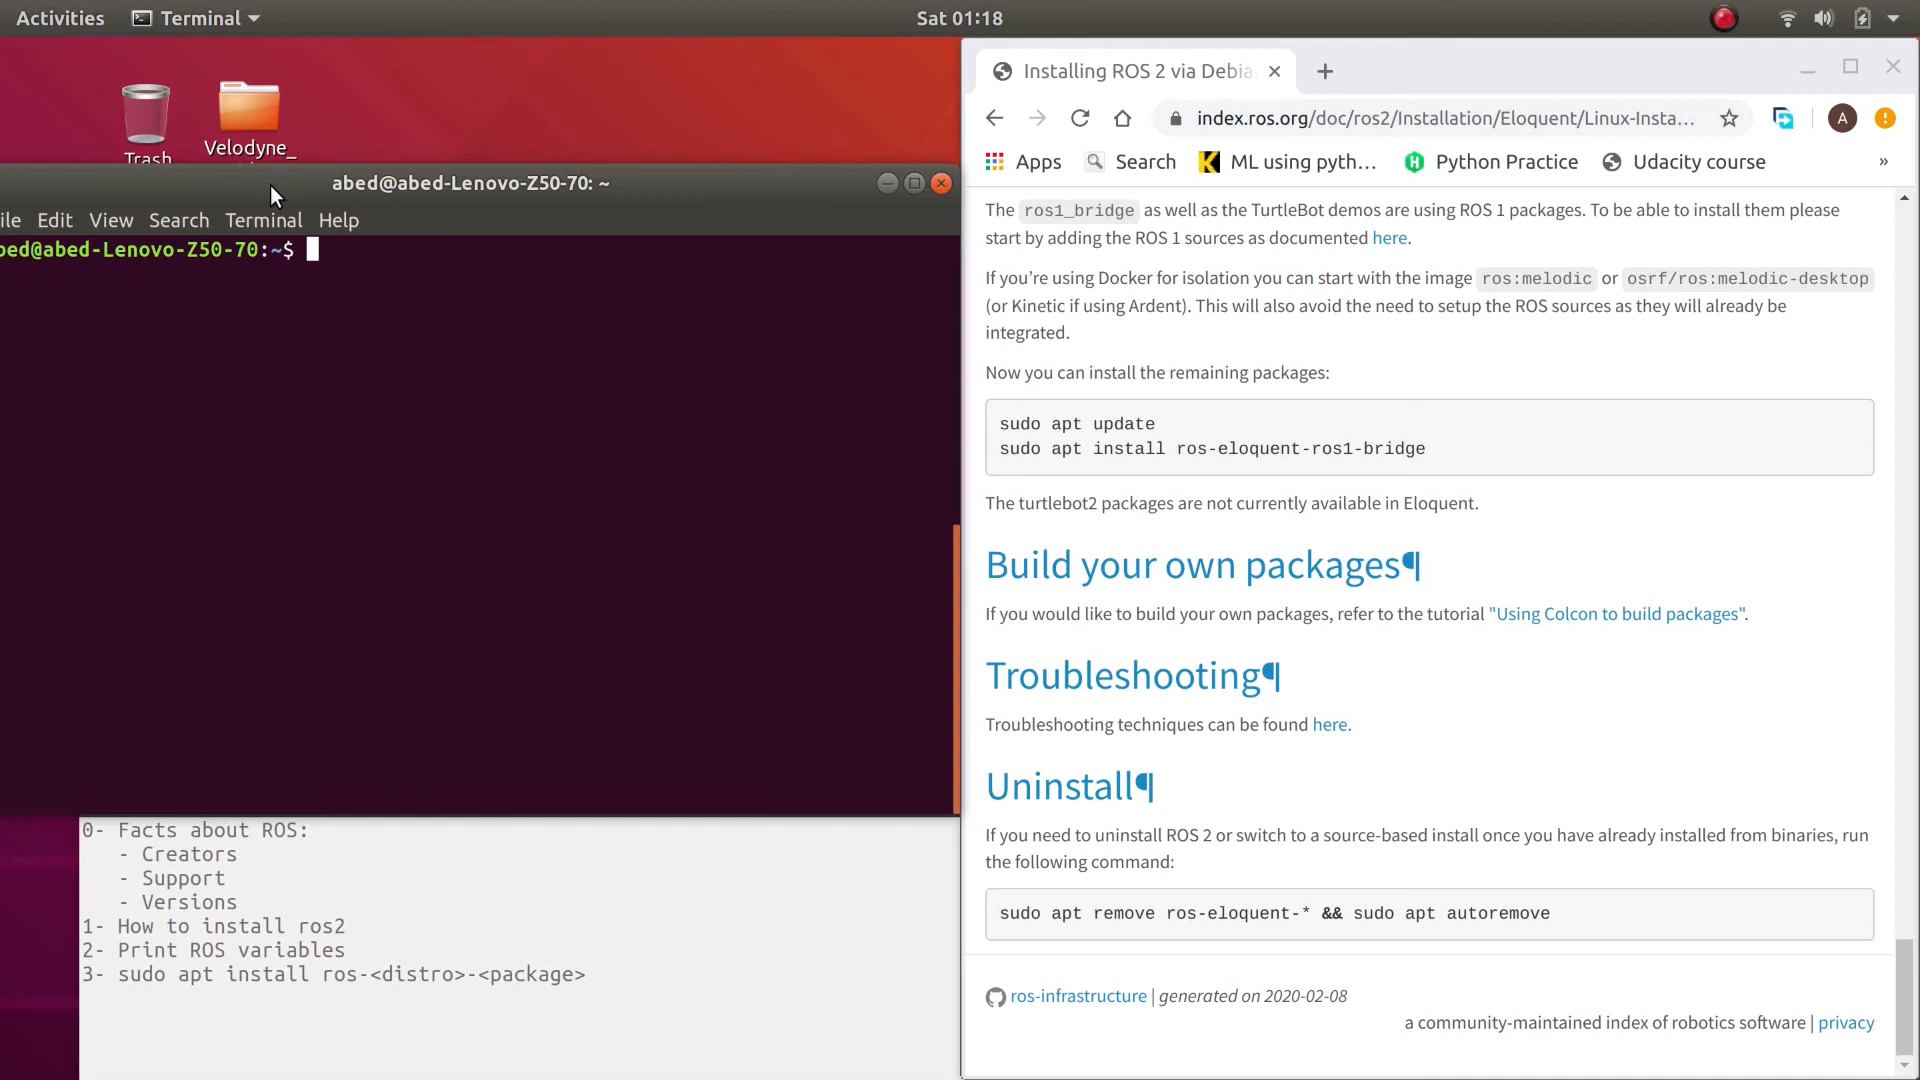 Activities Terminal Sat 01:18
Trash
Velodyne_
abed@abed-Lenovo-Z50-70: ~
ile Edit View Search Terminal Help
bed@abed-Lenovo-Z50-70:~$
0- Facts about ROS:
- Creators
- Support
- Versions
1- How to install ros2
2- Print ROS variables
3- sudo apt install ros-<distro>-<package>
Installing ROS 2 via Debia
index.ros.org/doc/ros2/Installation/Eloquent/Linux-Insta...
A
Apps Search ML using pyth... Python Practice Udacity course »
The ros1_bridge as well as the TurtleBot demos are using ROS 1 packages. To be able to install them please
start by adding the ROS 1 sources as documented here.
If you’re using Docker for isolation you can start with the image ros:melodic or osrf/ros:melodic-desktop
(or Kinetic if using Ardent). This will also avoid the need to setup the ROS sources as they will already be
integrated.
Now you can install the remaining packages:
sudo apt update
sudo apt install ros-eloquent-ros1-bridge
The turtlebot2 packages are not currently available in Eloquent.
Build your own packages¶
If you would like to build your own packages, refer to the tutorial "Using Colcon to build packages".
Troubleshooting¶
Troubleshooting techniques can be found here.
Uninstall¶
If you need to uninstall ROS 2 or switch to a source-based install once you have already installed from binaries, run
the following command:
sudo apt remove ros-eloquent-* && sudo apt autoremove
ros-infrastructure | generated on 2020-02-08
a community-maintained index of robotics software | privacy